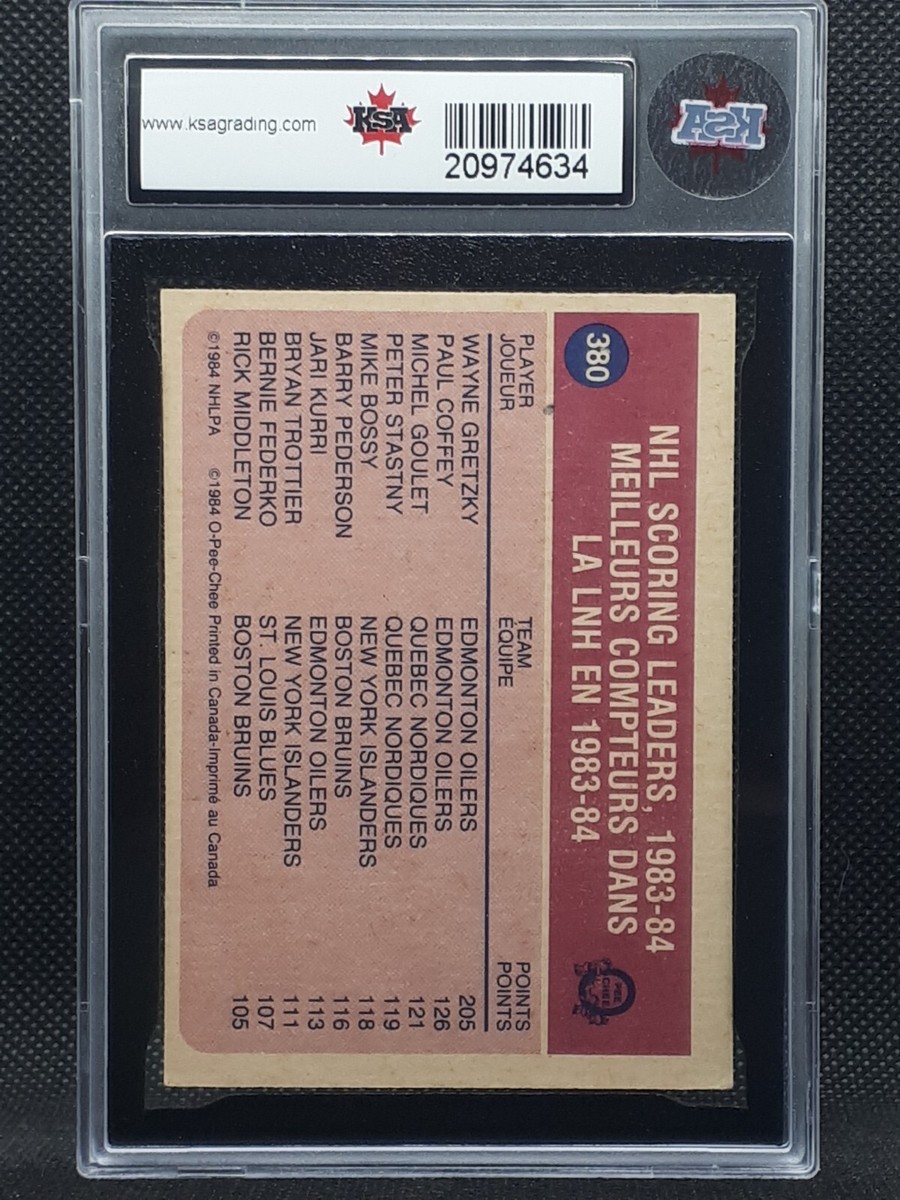 www.ksagrading.com
KSA
20974634
KSA
380
NHL SCORING LEADERS, 1983-84
MEILLEURS COMPTEURS DANS
LA LNH EN 1983-84
O PEE CHEE
PLAYER TEAM POINTS
JOUEUR ÉQUIPE POINTS
WAYNE GRETZKY EDMONTON OILERS 205
PAUL COFFEY EDMONTON OILERS 126
MICHEL GOULET QUEBEC NORDIQUES 121
PETER STASTNY QUEBEC NORDIQUES 119
MIKE BOSSY NEW YORK ISLANDERS 118
BARRY PEDERSON BOSTON BRUINS 116
JARI KURRI EDMONTON OILERS 113
BRYAN TROTTIER NEW YORK ISLANDERS 111
BERNIE FEDERKO ST. LOUIS BLUES 107
RICK MIDDLETON BOSTON BRUINS 105
©1984 NHLPA ©1984 O-Pee-Chee Printed in Canada-Imprimé au Canada